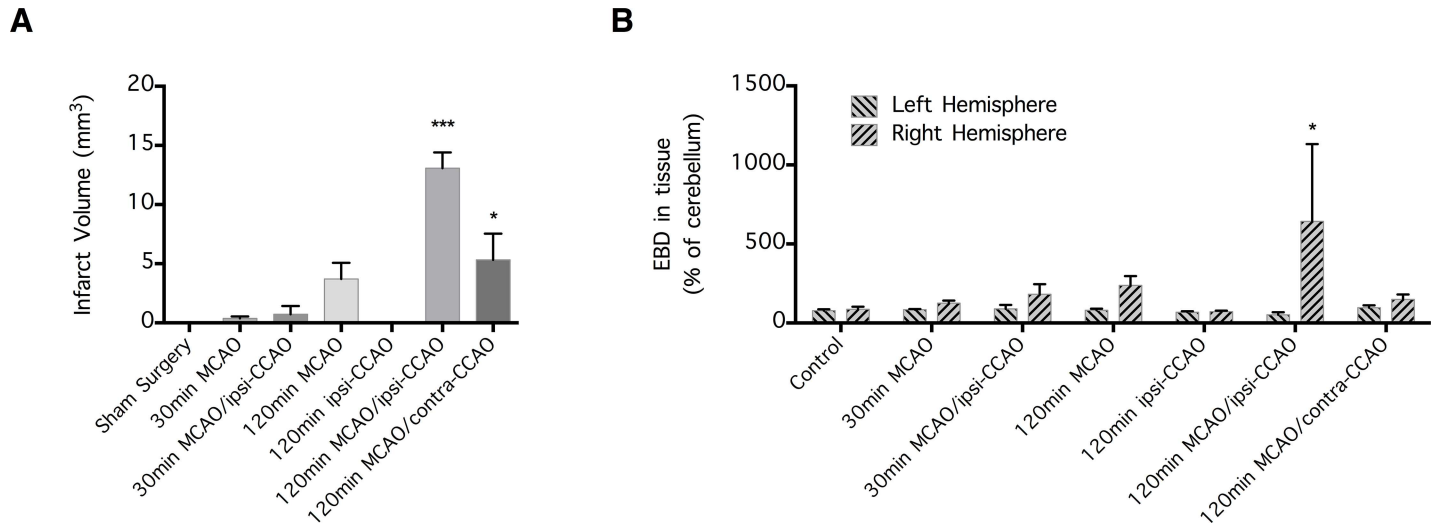 A
Infarct Volume (mm³)
20
15
10
5
0
***
*
Sham Surgery
30min MCAO
30min MCAO/ipsi-CCAO
120min MCAO
120min ipsi-CCAO
120min MCAO/ipsi-CCAO
120min MCAO/contra-CCAO
B
EBD in tissue
(% of cerebellum)
1500
1000
500
0
Left Hemisphere
Right Hemisphere
*
Control
30min MCAO
30min MCAO/ipsi-CCAO
120min MCAO
120min ipsi-CCAO
120min MCAO/ipsi-CCAO
120min MCAO/contra-CCAO